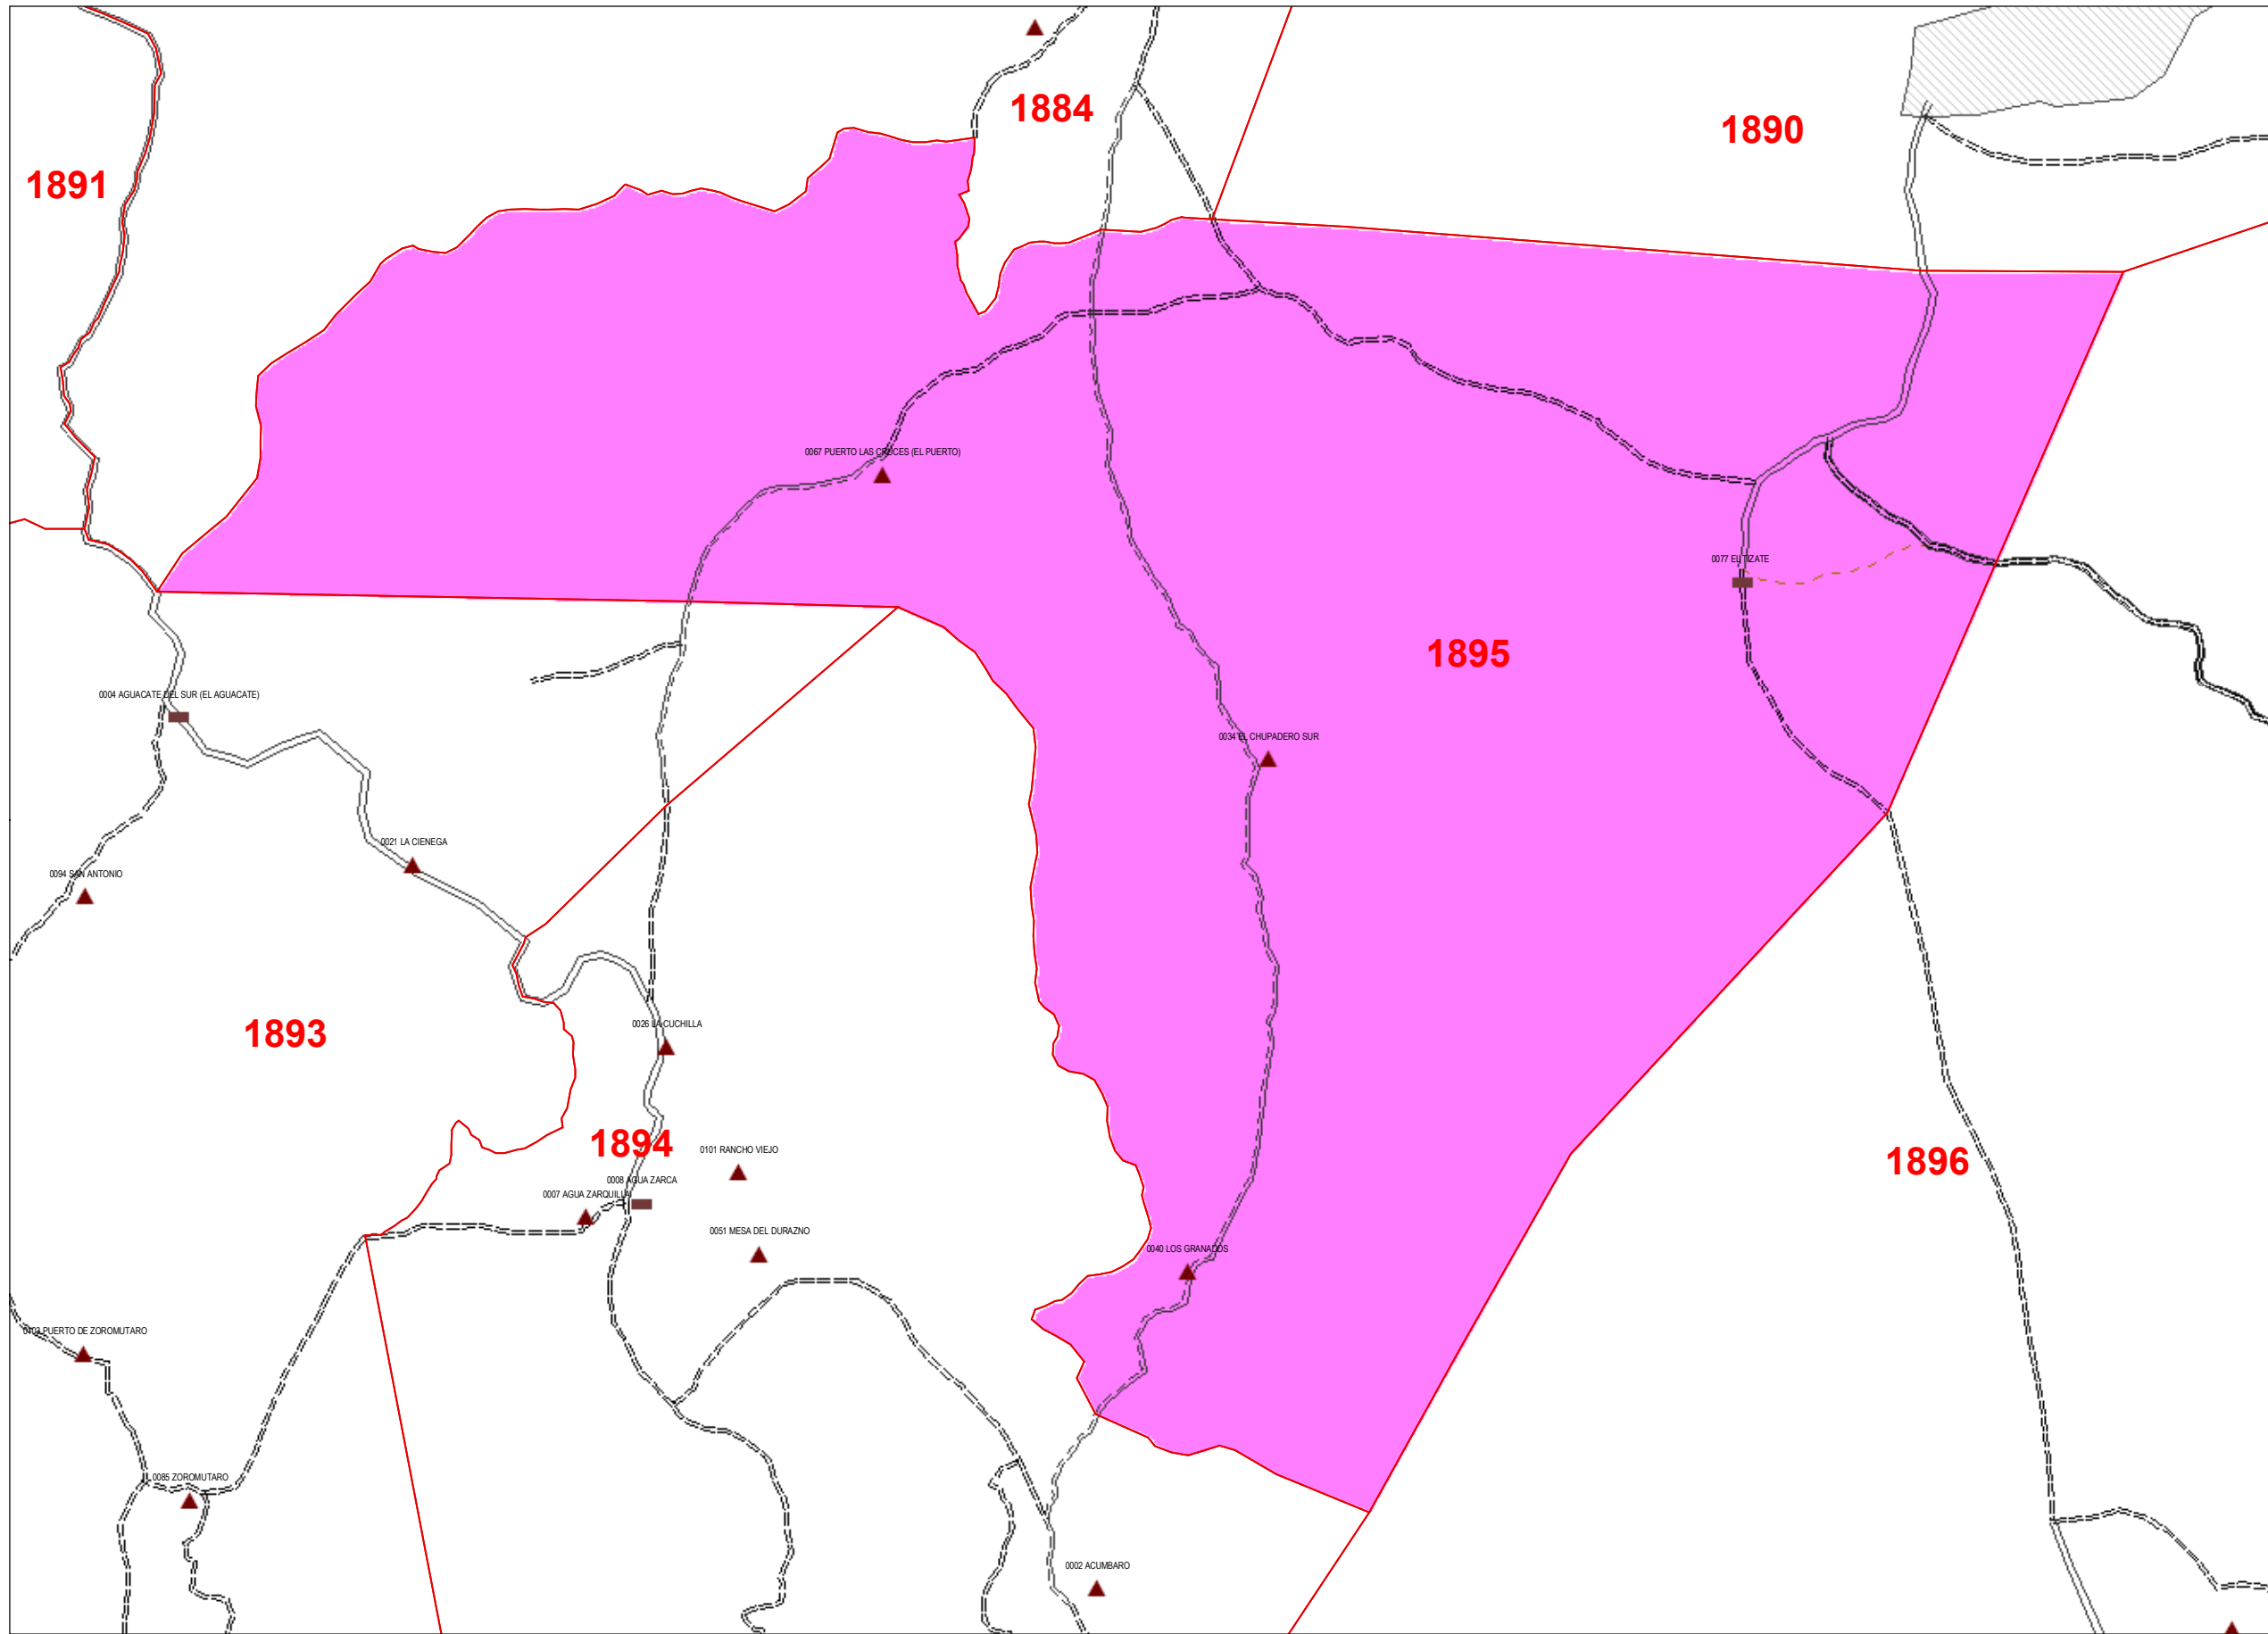 1884
1890
1891
0067 PUERTO LAS CRUCES (EL PUERTO)
0077 EL TIZATE
1895
0004 AGUACATE DEL SUR (EL AGUACATE)
0034 EL CHUPADERO SUR
0021 LA CIENEGA
0094 SAN ANTONIO
0026 LA CUCHILLA
1893
1894
0101 RANCHO VIEJO
1896
0008 AGUA ZARCA
0007 AGUA ZARQUILLA
0051 MESA DEL DURAZNO
0040 LOS GRANADOS
0103 PUERTO DE ZOROMUTARO
0085 ZOROMUTARO
0002 ACUMBARO